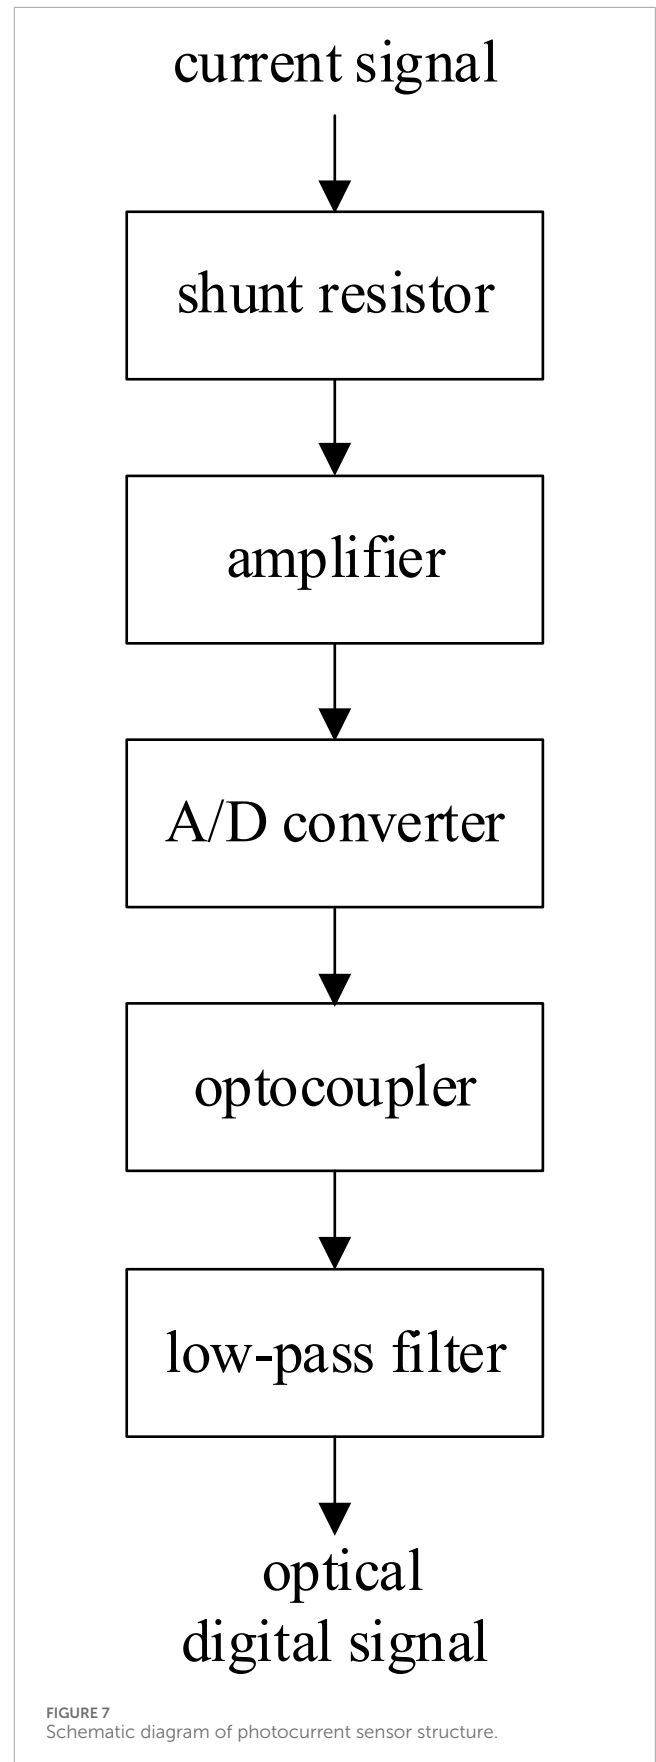 current signal
shunt resistor
amplifier
A/D converter
optocoupler
low-pass filter
optical
digital signal
FIGURE 7
Schematic diagram of photocurrent sensor structure.